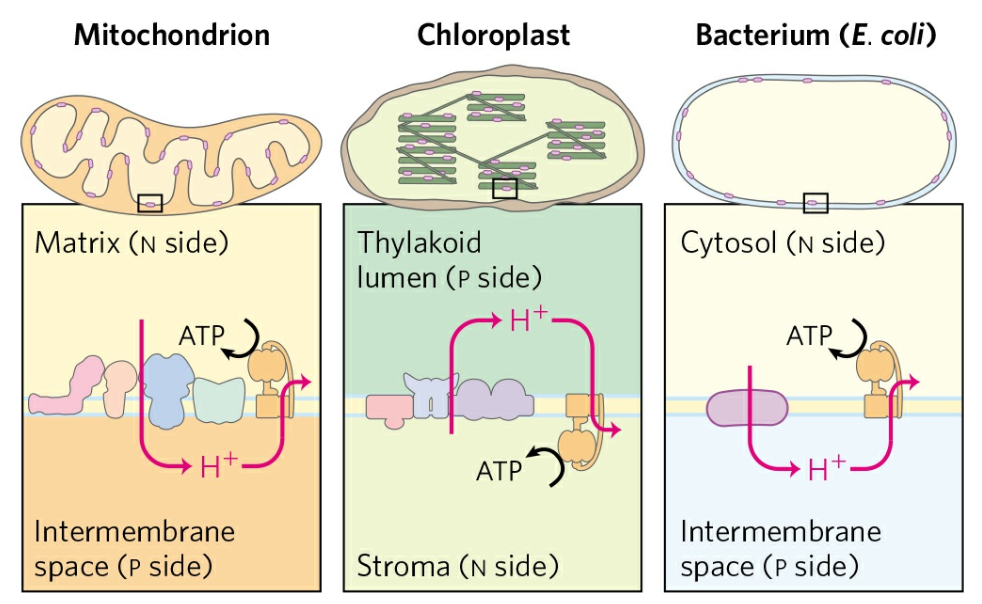 Mitochondrion
Matrix (N side)
ATP
H+
Intermembrane
space (P side)
Chloroplast
Thylakoid
lumen (P side)
H+
ATP
Stroma (N side)
Bacterium (E. coli)
Cytosol (N side)
ATP
H+
Intermembrane
space (P side)